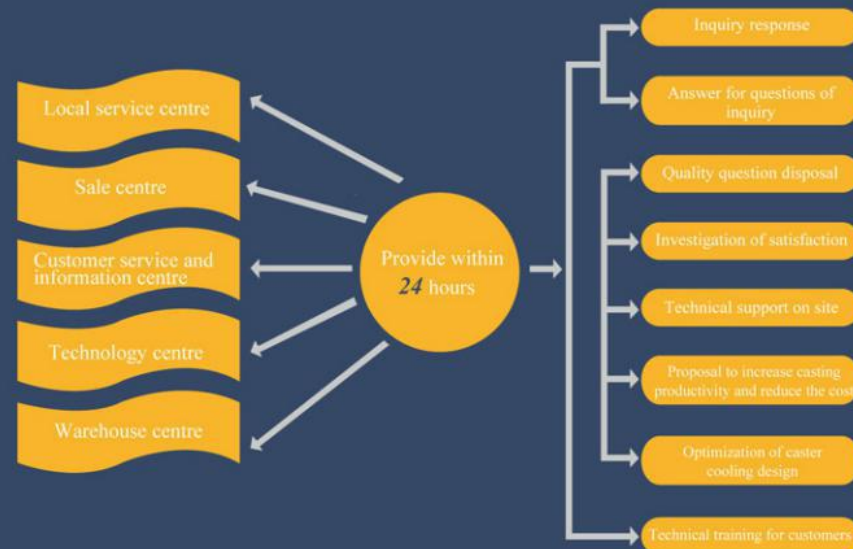 Local service centre
Sale centre
Customer service and
information centre
Technology centre
Warehouse centre
Provide within
24 hours
Inquiry response
Answer for questions of
inquiry
Quality question disposal
Investigation of satisfaction
Technical support on site
Proposal to increase casting
productivity and reduce the cost
Optimization of caster
cooling design
Technical training for customers